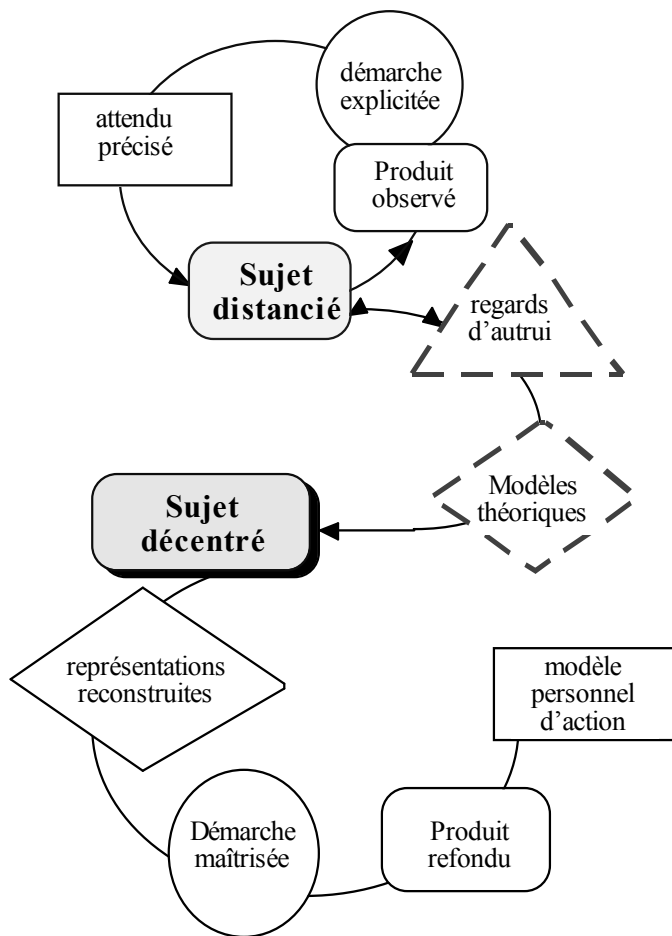 démarche
explicitée
attendu
précisé
Produit
observé
Sujet
distancié
regards
d’autrui
Modèles
théoriques
Sujet
décentré
représentations
reconstruites
modèle
personnel
d’action
Démarche
maîtrisée
Produit
refondu